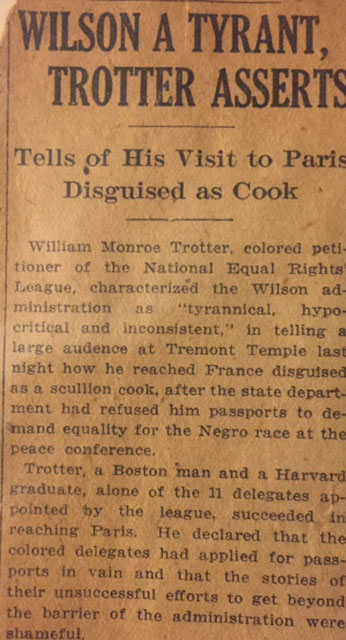 WILSON A TYRANT,
TROTTER ASSERTS
Tells of His Visit to Paris
Disguised as Cook
William Monroe Trotter, colored peti-
tioner of the National Equal Rights'
League, characterized the Wilson ad-
ministration as "tyrannical, hypo-
critical and inconsistent," in telling a
large audence at Tremont Temple last
night how he reached France disguised
as a scullion cook, after the state depart-
ment had refused him passports to de-
mand equality for the Negro race at the
peace conference.
Trotter, a Boston man and a Harvard
graduate, alone of the 11 delegates ap-
pointed by the league, succeeded in
reaching Paris. He declared that the
colored delegates had applied for pass-
ports in vain and that the stories of
their unsuccessful efforts to get beyond
the barrier of the administration were
shameful.